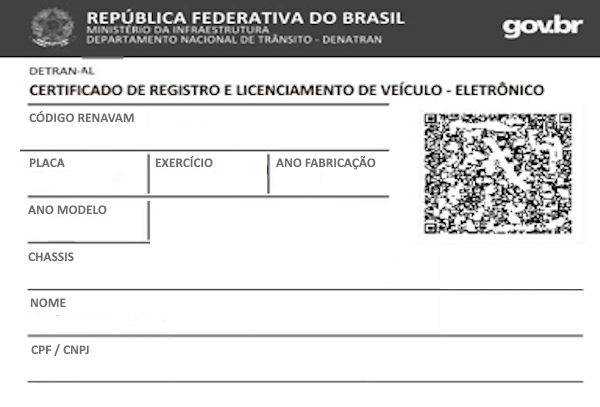 REPÚBLICA FEDERATIVA DO BRASIL
MINISTÉRIO DA INFRAESTRUTURA
DEPARTAMENTO NACIONAL DE TRÂNSITO - DENATRAN
gov.br
DETRAN-AL
CERTIFICADO DE REGISTRO E LICENCIAMENTO DE VEÍCULO - ELETRÔNICO
CÓDIGO RENAVAM
PLACA EXERCÍCIO ANO FABRICAÇÃO
ANO MODELO
CHASSIS
NOME
CPF / CNPJ